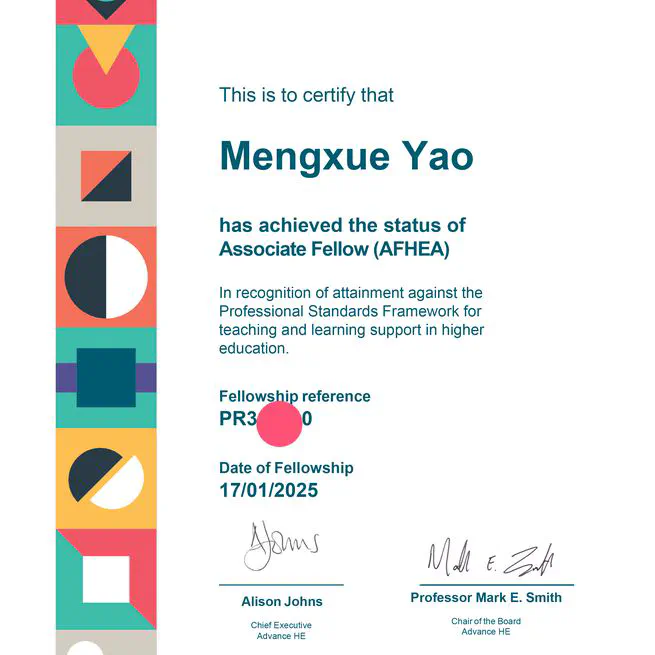 This is to certify that
Mengxue Yao
has achieved the status of
Associate Fellow (AFHEA)
In recognition of attainment against the
Professional Standards Framework for
teaching and learning support in higher
education.
Fellowship reference
PR3 0
Date of Fellowship
17/01/2025
Mark E. Smith
Alison Johns
Professor Mark E. Smith
Chief Executive
Chair of the Board
Advance HE
Advance HE